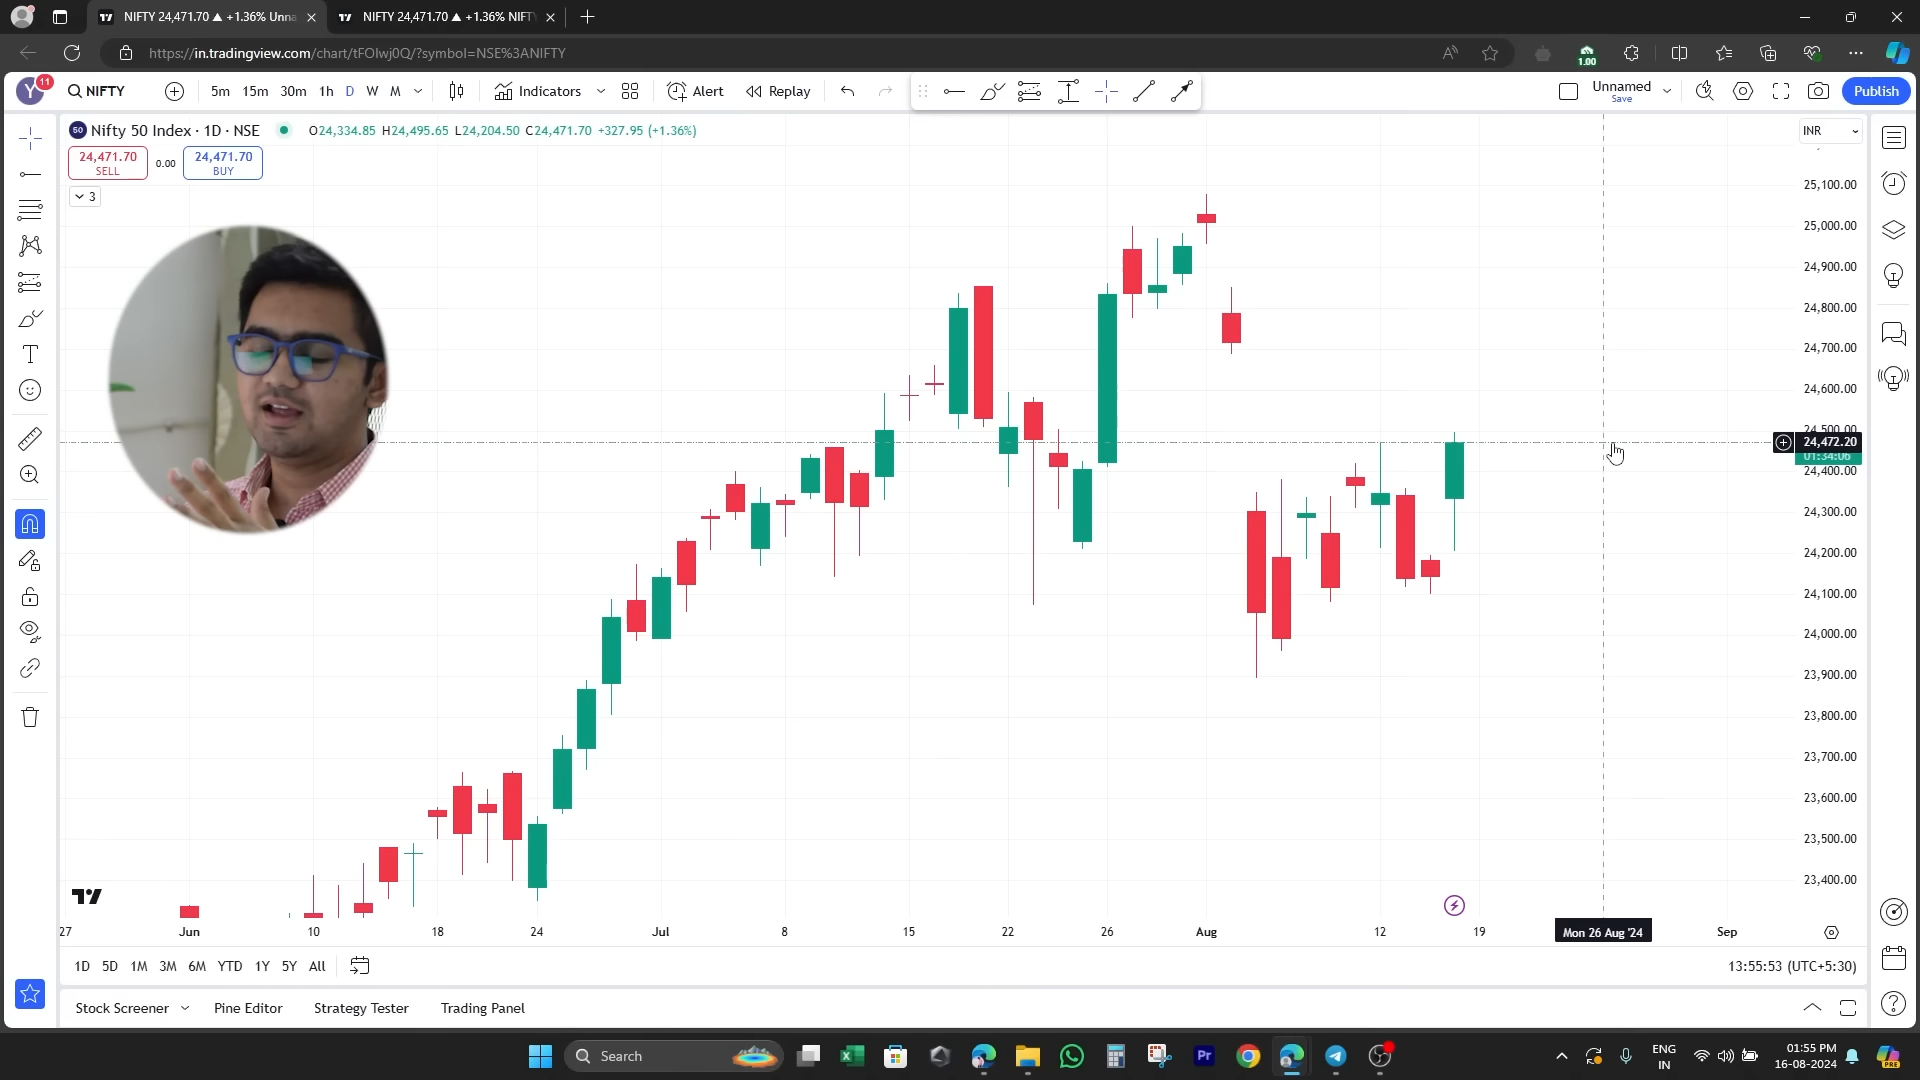 NIFTY 24,471.70 ▲ +1.36% Unna
NIFTY 24,471.70 ▲ +1.36% NIFT
https://in.tradingview.com/chart/tFOlwj0Q/?symbol=NSE%3ANIFTY
1.00
Y
11
NIFTY
5m 15m 30m 1h D W M
Indicators
Alert
Replay
Unnamed
Save
Publish
50 Nifty 50 Index · 1D · NSE
O24,334.85 H24,495.65 L24,204.50 C24,471.70 +327.95 (+1.36%)
INR
24,471.70
SELL
0.00
24,471.70
BUY
3
25,100.00
25,000.00
24,900.00
24,800.00
24,700.00
24,600.00
24,500.00
24,472.20
01:34:06
24,400.00
24,300.00
24,200.00
24,100.00
24,000.00
23,900.00
23,800.00
23,700.00
23,600.00
23,500.00
23,400.00
27 Jun 10 18 24 Jul 8 15 22 26 Aug 12 19 Mon 26 Aug '24 Sep
1D 5D 1M 3M 6M YTD 1Y 5Y All
13:55:53 (UTC+5:30)
Stock Screener Pine Editor Strategy Tester Trading Panel
Search
Pr
ENG
IN
01:55 PM
16-08-2024
PRE